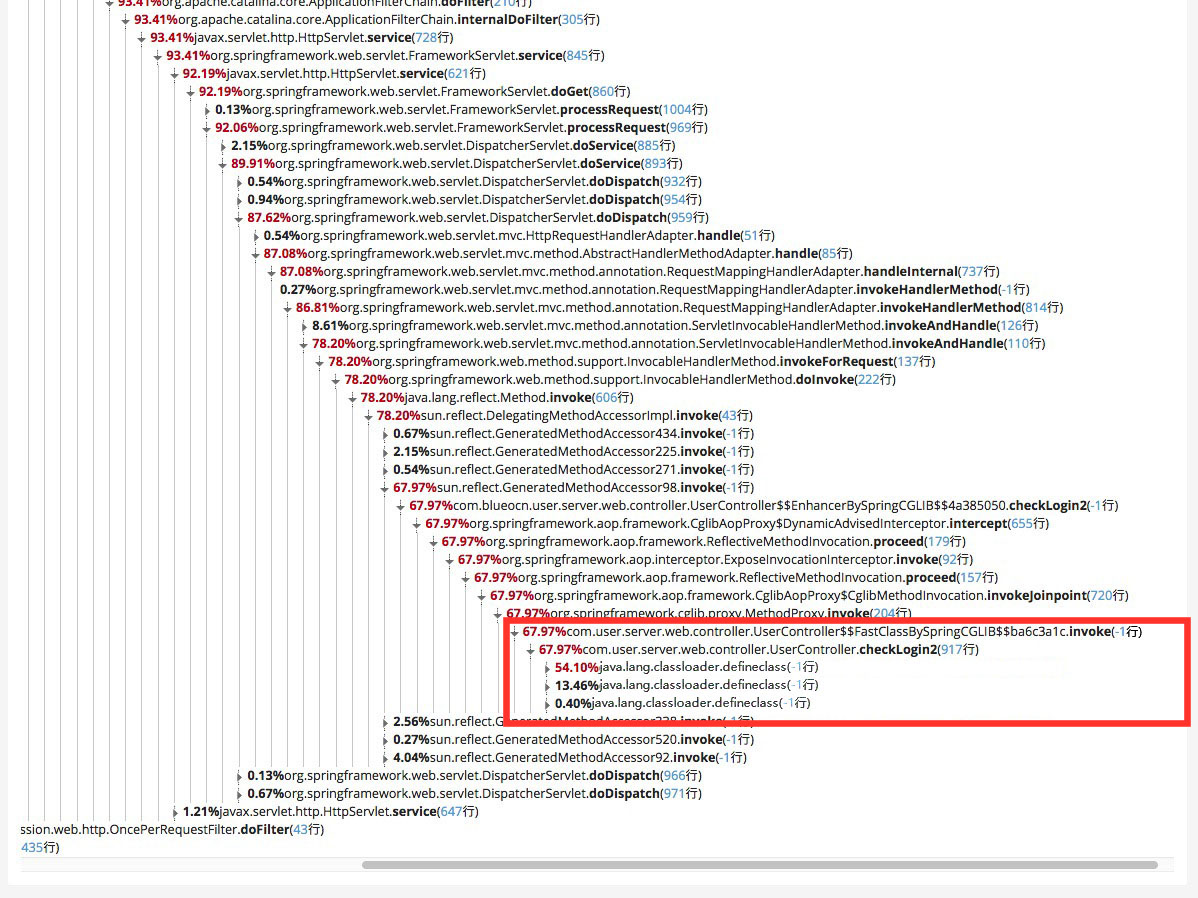 93.41%org.apache.catalina.core.ApplicationFilterChain.doFilter(210行)
93.41%org.apache.catalina.core.ApplicationFilterChain.internalDoFilter(305行)
93.41%javax.servlet.http.HttpServlet.service(728行)
93.41%org.springframework.web.servlet.FrameworkServlet.service(845行)
92.19%javax.servlet.http.HttpServlet.service(621行)
92.19%org.springframework.web.servlet.FrameworkServlet.doGet(860行)
0.13%org.springframework.web.servlet.FrameworkServlet.processRequest(1004行)
92.06%org.springframework.web.servlet.FrameworkServlet.processRequest(969行)
2.15%org.springframework.web.servlet.DispatcherServlet.doService(885行)
89.91%org.springframework.web.servlet.DispatcherServlet.doService(893行)
0.54%org.springframework.web.servlet.DispatcherServlet.doDispatch(932行)
0.94%org.springframework.web.servlet.DispatcherServlet.doDispatch(954行)
87.62%org.springframework.web.servlet.DispatcherServlet.doDispatch(959行)
0.54%org.springframework.web.servlet.mvc.HttpRequestHandlerAdapter.handle(51行)
87.08%org.springframework.web.servlet.mvc.method.AbstractHandlerMethodAdapter.handle(85行)
87.08%org.springframework.web.servlet.mvc.method.annotation.RequestMappingHandlerAdapter.handleInternal(737行)
0.27%org.springframework.web.servlet.mvc.method.annotation.RequestMappingHandlerAdapter.invokeHandlerMethod(-1行)
86.81%org.springframework.web.servlet.mvc.method.annotation.RequestMappingHandlerAdapter.invokeHandlerMethod(814行)
8.61%org.springframework.web.servlet.mvc.method.annotation.ServletInvocableHandlerMethod.invokeAndHandle(126行)
78.20%org.springframework.web.servlet.mvc.method.annotation.ServletInvocableHandlerMethod.invokeAndHandle(110行)
78.20%org.springframework.web.method.support.InvocableHandlerMethod.invokeForRequest(137行)
78.20%org.springframework.web.method.support.InvocableHandlerMethod.doInvoke(222行)
78.20%java.lang.reflect.Method.invoke(606行)
78.20%sun.reflect.DelegatingMethodAccessorImpl.invoke(43行)
0.67%sun.reflect.GeneratedMethodAccessor434.invoke(-1行)
2.15%sun.reflect.GeneratedMethodAccessor225.invoke(-1行)
0.54%sun.reflect.GeneratedMethodAccessor271.invoke(-1行)
67.97%sun.reflect.GeneratedMethodAccessor98.invoke(-1行)
67.97%com.blueocn.user.server.web.controller.UserController$$EnhancerBySpringCGLIB$$4a385050.checkLogin2(-1行)
67.97%org.springframework.aop.framework.CglibAopProxy$DynamicAdvisedInterceptor.intercept(655行)
67.97%org.springframework.aop.framework.ReflectiveMethodInvocation.proceed(179行)
67.97%org.springframework.aop.interceptor.ExposeInvocationInterceptor.invoke(92行)
67.97%org.springframework.aop.framework.ReflectiveMethodInvocation.proceed(157行)
67.97%org.springframework.aop.framework.CglibAopProxy$CglibMethodInvocation.invokeJoinpoint(720行)
67.97%org.springframework.cglib.proxy.MethodProxy.invoke(204行)
67.97%com.user.server.web.controller.UserController$$FastClassBySpringCGLIB$$ba6c3a1c.invoke(-1行)
67.97%com.user.server.web.controller.UserController.checkLogin2(917行)
54.10%java.lang.classloader.defineclass(-1行)
13.46%java.lang.classloader.defineclass(-1行)
0.40%java.lang.classloader.defineclass(-1行)
2.56%sun.reflect.GeneratedMethodAccessor338.invoke(-1行)
0.27%sun.reflect.GeneratedMethodAccessor520.invoke(-1行)
4.04%sun.reflect.GeneratedMethodAccessor92.invoke(-1行)
0.13%org.springframework.web.servlet.DispatcherServlet.doDispatch(966行)
0.67%org.springframework.web.servlet.DispatcherServlet.doDispatch(971行)
1.21%javax.servlet.http.HttpServlet.service(647行)
ssion.web.http.OncePerRequestFilter.doFilter(43行)
435行)